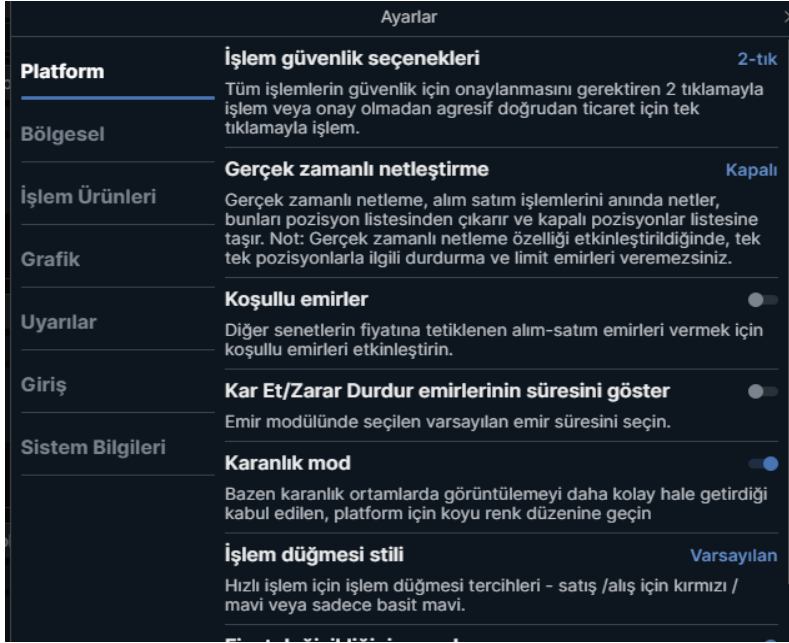 Ayarlar
Platform
Bölgesel
İşlem Ürünleri
Grafik
Uyarılar
Giriş
Sistem Bilgileri
İşlem güvenlik seçenekleri
2-tık
Tüm işlemlerin güvenlik için onaylanmasını gerektiren 2 tıklamayla
işlem veya onay olmadan agresif doğrudan ticaret için tek
tıklamayla işlem.
Gerçek zamanlı netleştirme
Kapalı
Gerçek zamanlı netleme, alım satım işlemlerini anında netler,
bunları pozisyon listesinden çıkarır ve kapalı pozisyonlar listesine
taşır. Not: Gerçek zamanlı netleme özelliği etkinleştirildiğinde, tek
tek pozisyonlarla ilgili durdurma ve limit emirleri veremezsiniz.
Koşullu emirler
Diğer senetlerin fiyatına tetiklenen alım-satım emirleri vermek için
koşullu emirleri etkinleştirin.
Kar Et/Zarar Durdur emirlerinin süresini göster
Emir modülünde seçilen varsayılan emir süresini seçin.
Karanlık mod
Bazen karanlık ortamlarda görüntülemeyi daha kolay hale getirdiği
kabul edilen, platform için koyu renk düzenine geçin
İşlem düğmesi stili
Varsayılan
Hızlı işlem için işlem düğmesi tercihleri - satış /alış için kırmızı /
mavi veya sadece basit mavi.